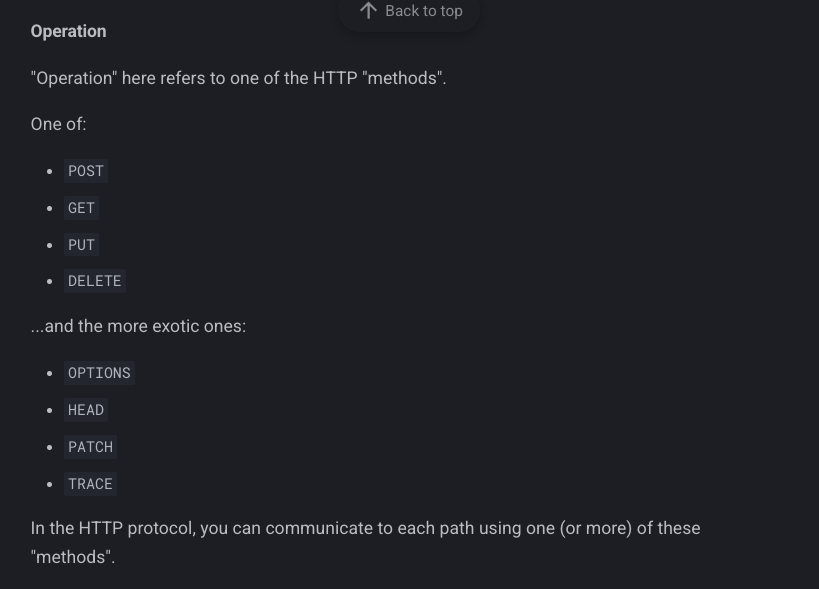 Back to top
Operation
"Operation" here refers to one of the HTTP "methods".
One of:
POST
GET
PUT
DELETE
...and the more exotic ones:
OPTIONS
HEAD
PATCH
TRACE
In the HTTP protocol, you can communicate to each path using one (or more) of these
"methods".